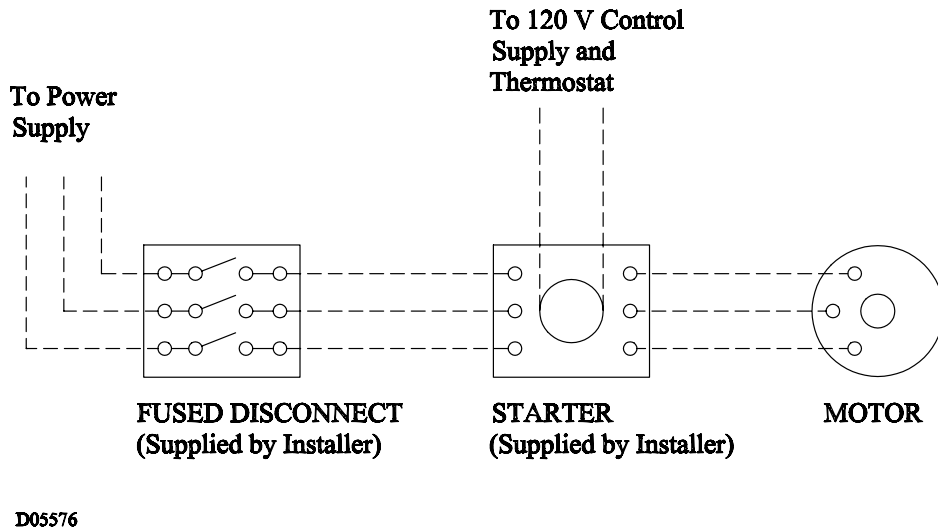 To 120 V Control
Supply and
Thermostat
To Power
Supply
FUSED DISCONNECT
(Supplied by Installer)
STARTER
(Supplied by Installer)
MOTOR
D05576